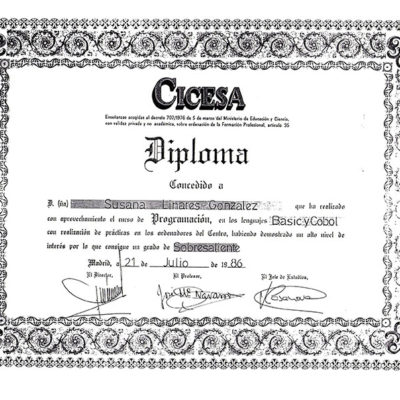 CICESA
Enseñanzas acogidas al decreto 707/1976 de 5 de marzo del Ministerio de Educación y Ciencia,
con validez privada y no académica, sobre ordenación de la Formación Profesional, artículo 35
Diploma
Concedido a
D. (ña) Susana Linares González que ha realizado
con aprovechamiento el curso de Programación, en los lenguajes Basic y Cobol
con realización de prácticas en los ordenadores del Centro, habiendo demostrado un alto nivel de
interés por lo que consigue un grado de Sobresaliente
Madrid, a 21 de Julio de 1.986
El Director, El Profesor, El Jefe de Estudios,